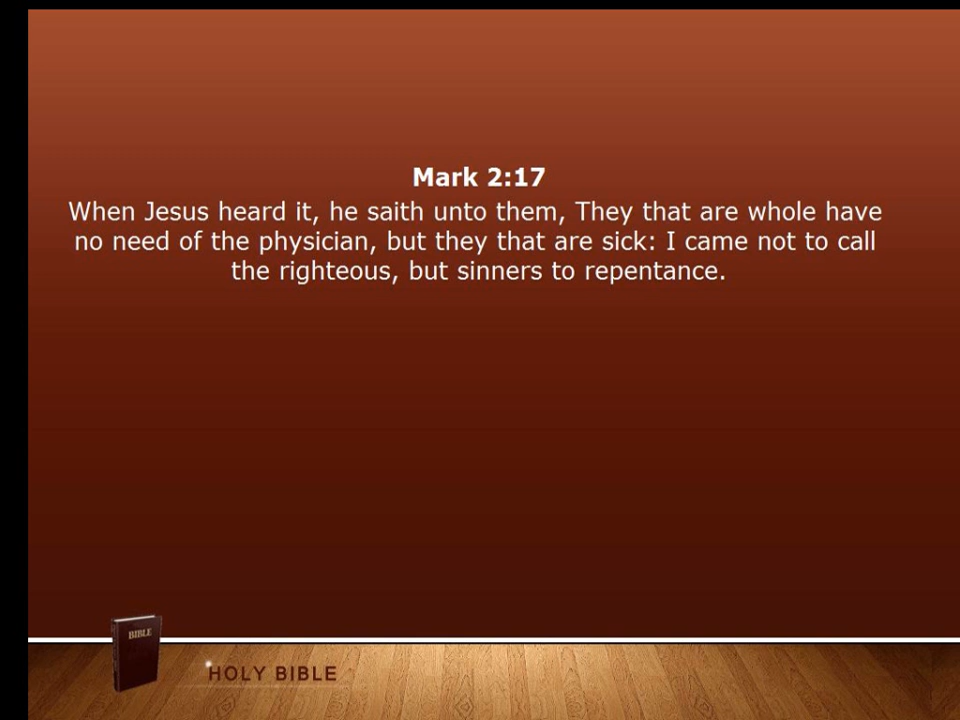 Mark 2:17
When Jesus heard it, he saith unto them, They that are whole have
no need of the physician, but they that are sick: I came not to call
the righteous, but sinners to repentance.
BIBLE
HOLY BIBLE